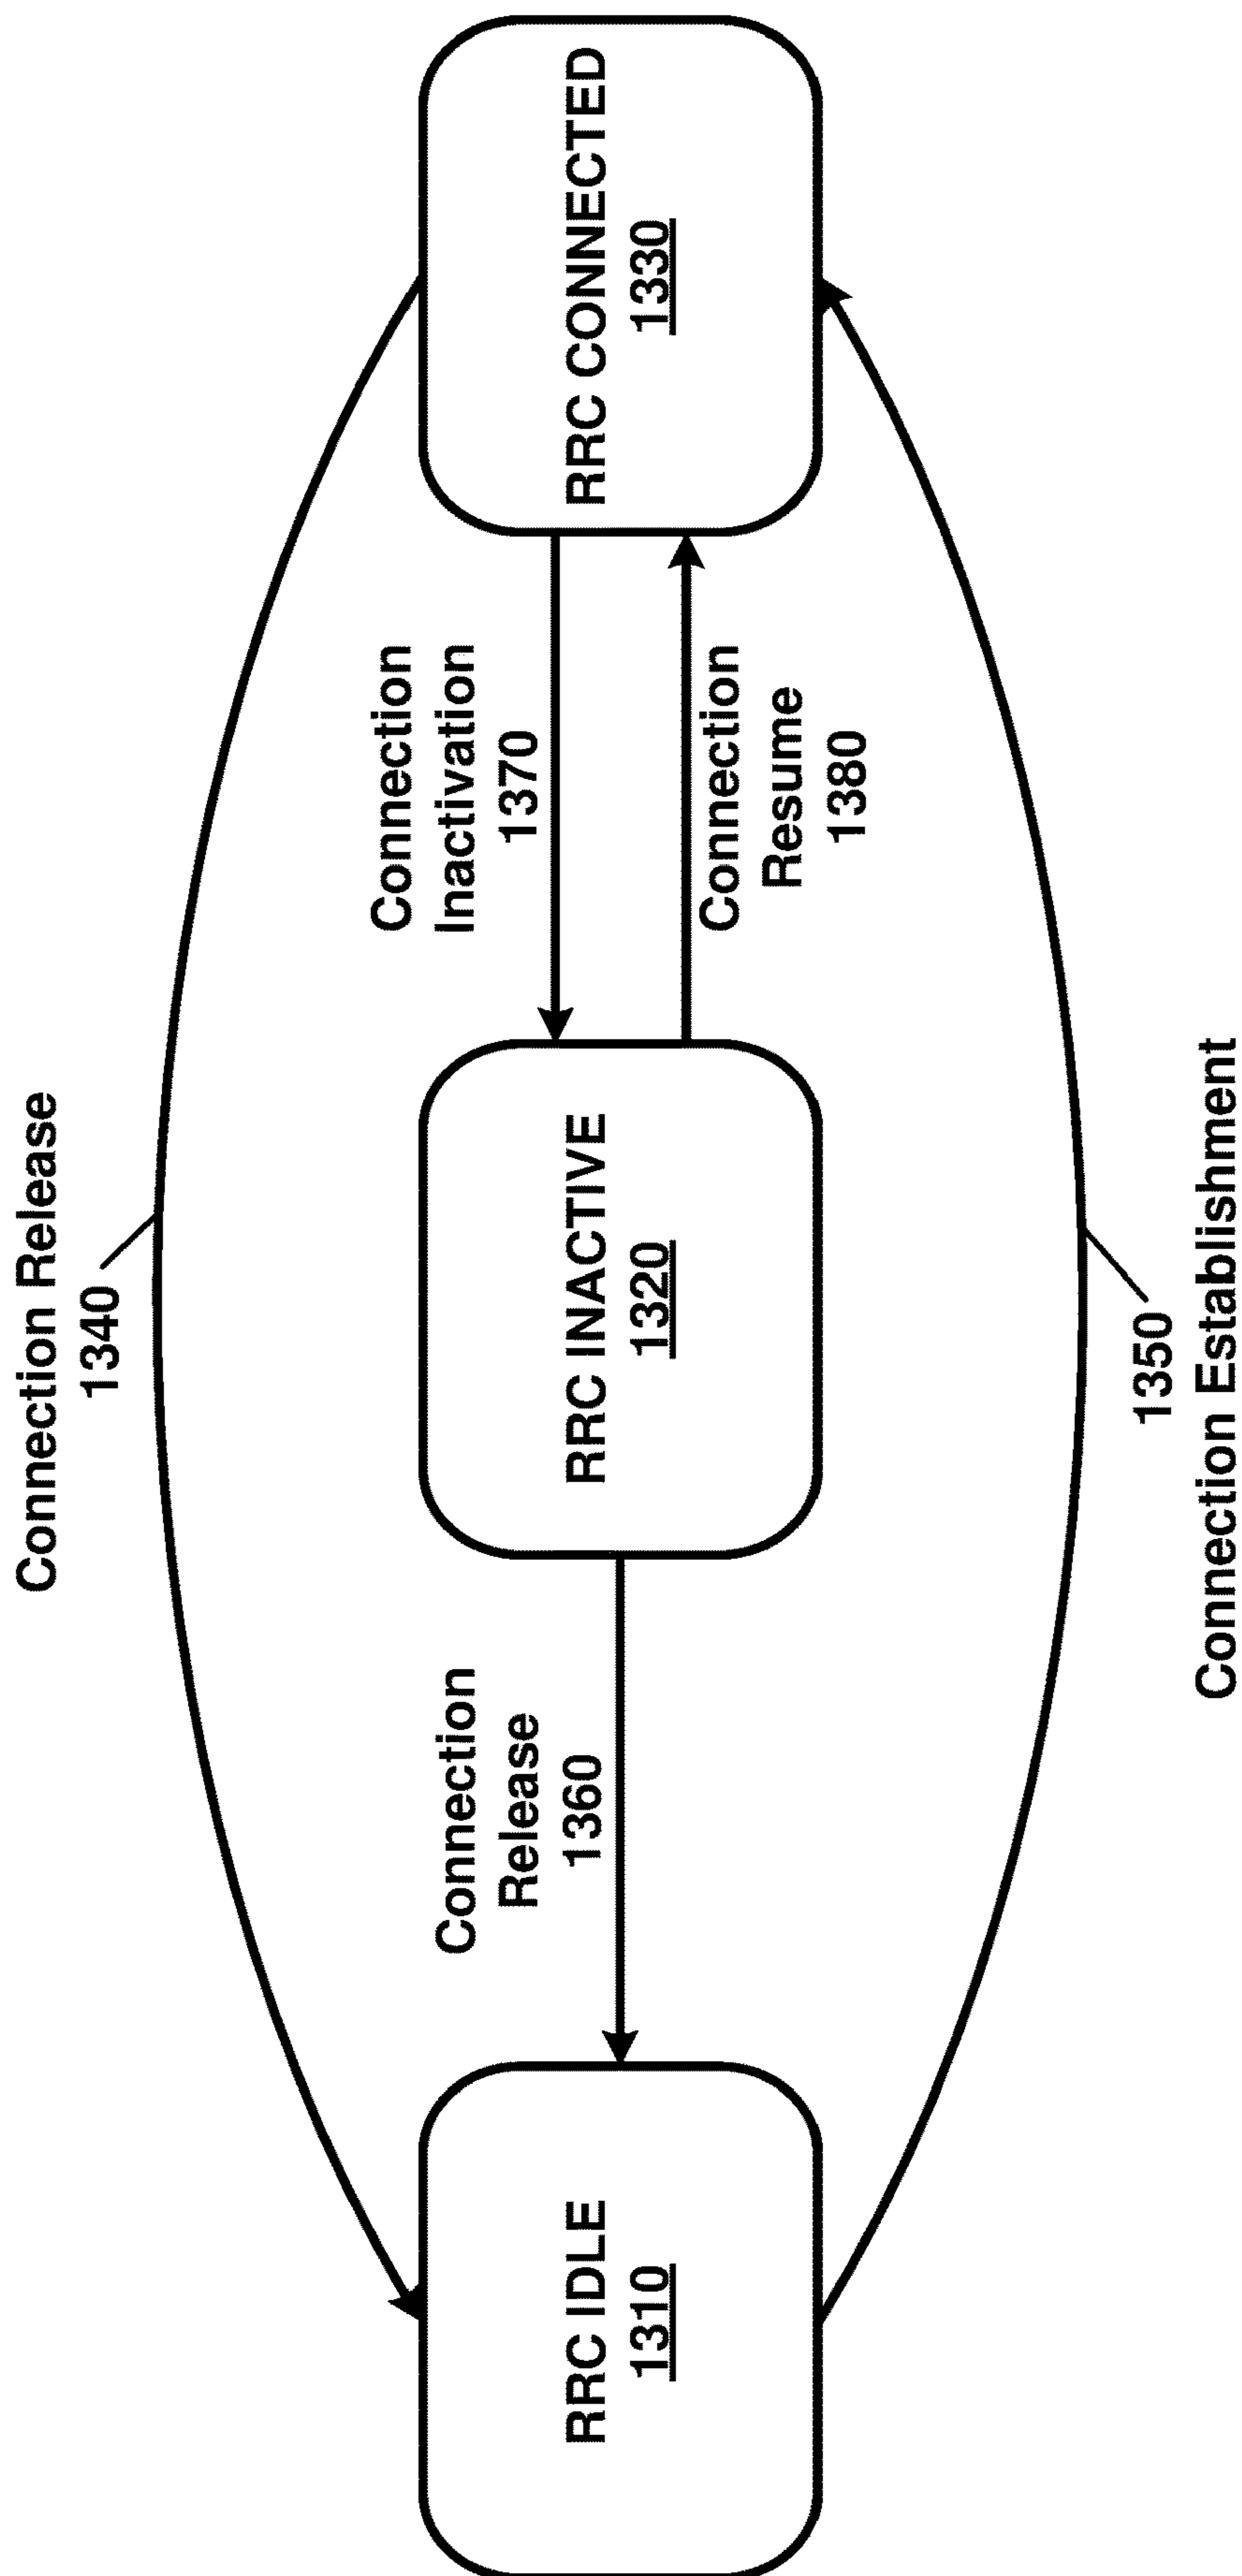 Connection Release
1340
RRC IDLE
1310
Connection
Release
1360
RRC INACTIVE
1320
Connection
Inactivation
1370
Connection
Resume
1380
RRC CONNECTED
1330
1350
Connection Establishment